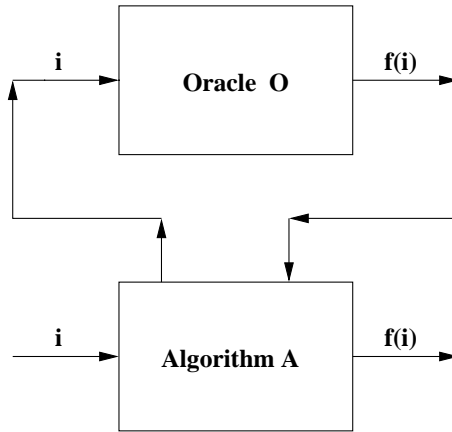 i
Oracle O
f(i)
i
Algorithm A
f(i)